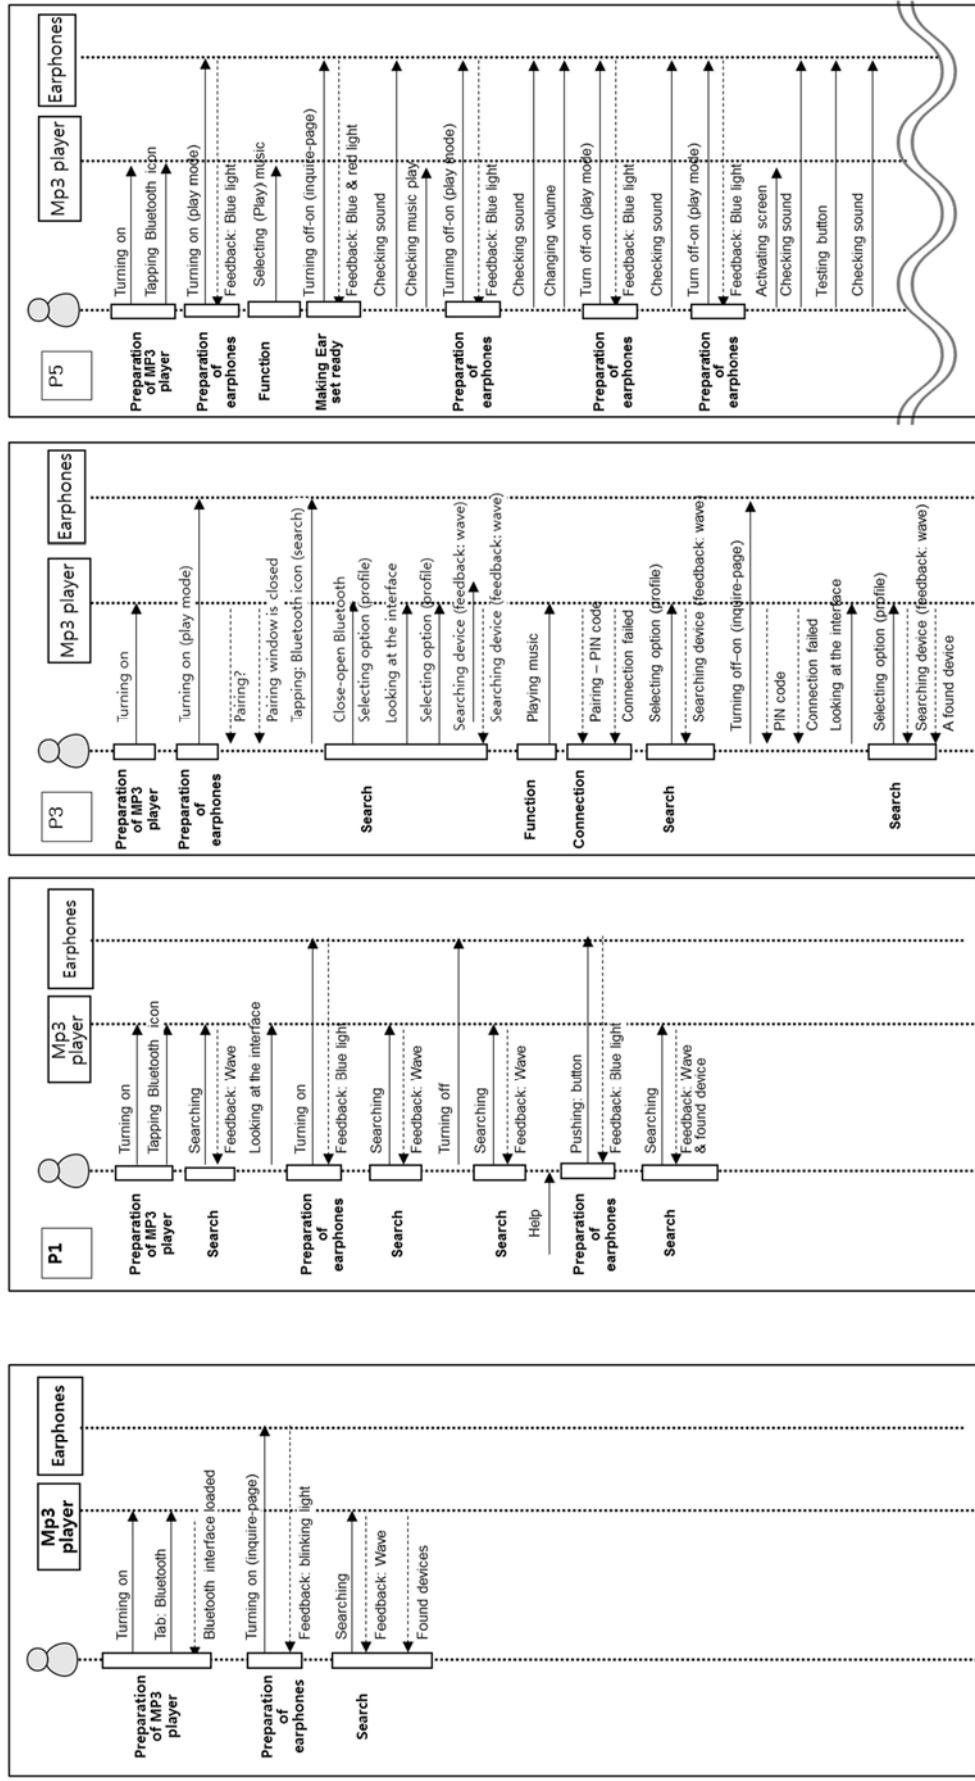 Mp3
player
Earphones
Turning on
Tab: Bluetooth
Bluetooth interface loaded
Preparation
of MP3
player
Turning on (inquire-page)
Feedback: blinking light
Preparation
of
earphones
Searching
Feedback: Wave
Found devices
Search
P1
Mp3
player
Earphones
Turning on
Tapping Bluetooth icon
Preparation
of MP3
player
Searching
Feedback: Wave
Search
Looking at the interface
Turning on
Feedback: Blue light
Preparation
of
earphones
Searching
Feedback: Wave
Search
Turning off
Searching
Feedback: Wave
Search
Help
Pushing: button
Feedback: Blue light
Preparation
of
earphones
Searching
Feedback: Wave
& found device
Search
P3
Mp3 player
Earphones
Turning on
Preparation
of MP3
player
Turning on (play mode)
Preparation
of
earphones
Pairing?
Pairing window is closed
Tapping: Bluetooth icon (search)
Close-open Bluetooth
Selecting option (profile)
Looking at the interface
Selecting option (profile)
Searching device (feedback: wave)
Searching device (feedback: wave)
Search
Playing music
Function
Pairing – PIN code
Connection failed
Connection
Selecting option (profile)
Searching device (feedback: wave)
Search
Turning off-on (inquire-page)
PIN code
Connection failed
Looking at the interface
Selecting option (profile)
Searching device (feedback: wave)
A found device
Search
P5
Mp3 player
Earphones
Turning on
Tapping Bluetooth icon
Preparation
of MP3
player
Turning on (play mode)
Feedback: Blue light
Preparation
of
earphones
Selecting (Play) music
Function
Turning off-on (inquire-page)
Feedback: Blue & red light
Making Ear
set ready
Checking sound
Checking music play
Turning off-on (play mode)
Feedback: Blue light
Preparation
of
earphones
Checking sound
Changing volume
Turn off-on (play mode)
Feedback: Blue light
Preparation
of
earphones
Checking sound
Turn off-on (play mode)
Feedback: Blue light
Preparation
of
earphones
Activating screen
Checking sound
Testing button
Checking sound